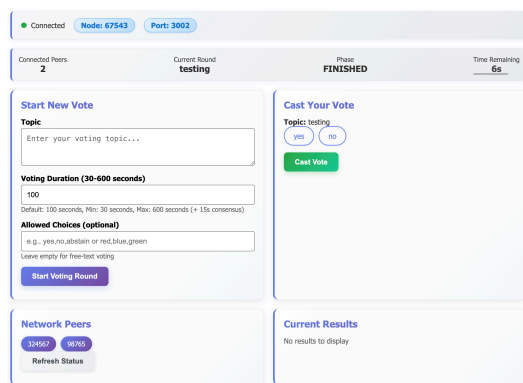 Connected Node: 67543 Port: 3002
Connected Peers Current Round Phase Time Remaining
2 testing FINISHED 6s
Start New Vote
Topic
Enter your voting topic...
Voting Duration (30-600 seconds)
100
Default: 100 seconds, Min: 30 seconds, Max: 600 seconds (+ 15s consensus)
Allowed Choices (optional)
e.g., yes,no,abstain or red,blue,green
Leave empty for free-text voting
Start Voting Round
Cast Your Vote
Topic: testing
yes no
Cast Vote
Network Peers
324567 98765
Refresh Status
Current Results
No results to display